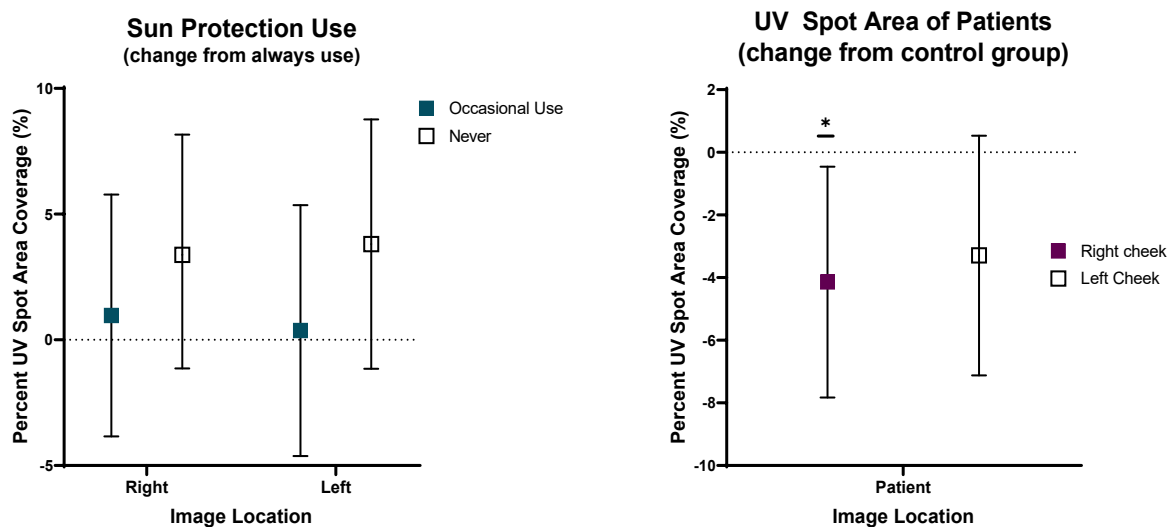 Sun Protection Use
(change from always use)
Percent UV Spot Area Coverage (%)
10
5
0
-5
Right
Left
Image Location
Occasional Use
Never
UV  Spot Area of Patients
(change from control group)
Percent UV Spot Area Coverage (%)
2
0
-2
-4
-6
-8
-10
*
Patient
Image Location
Right cheek
Left Cheek